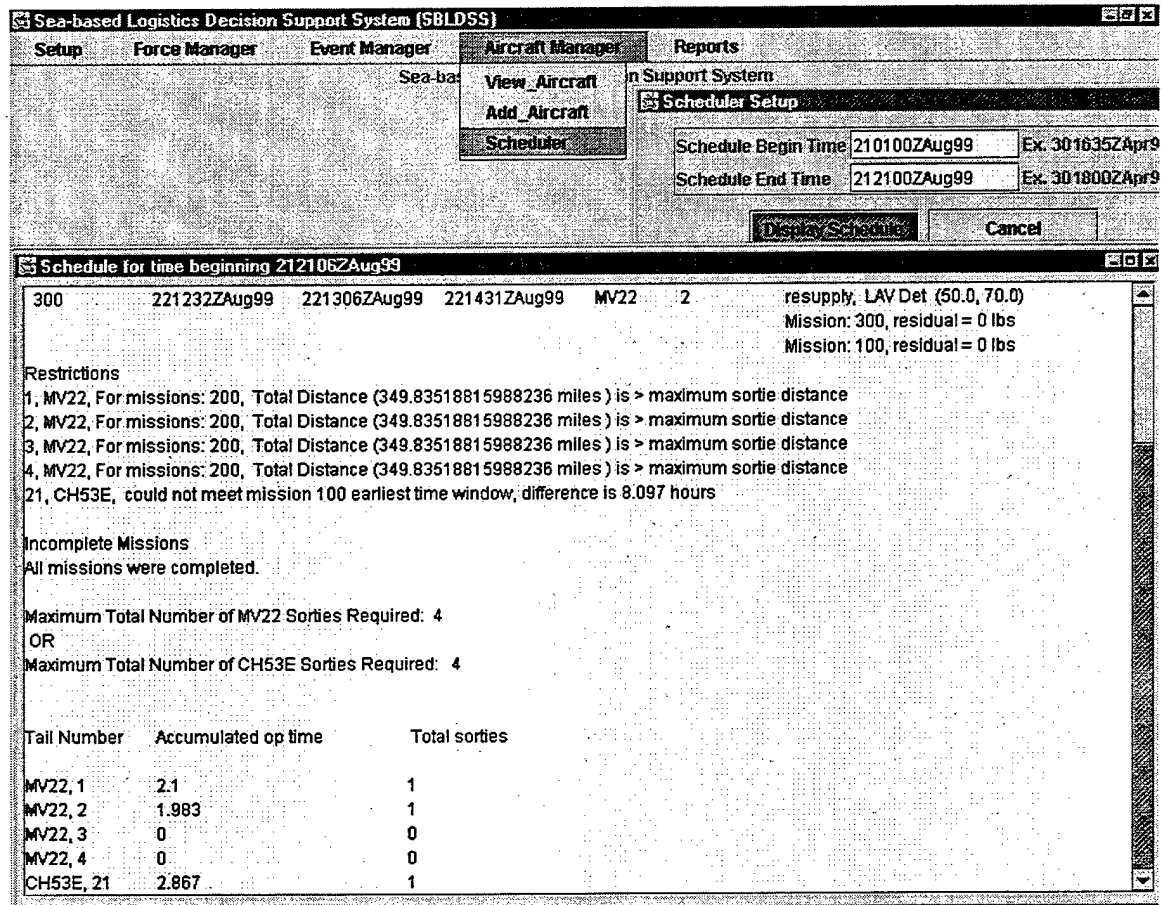 Sea-based Logistics Decision Support System (SBLDSS)
Setup Force Manager Event Manager Aircraft Manager Reports
Sea-bas n Support System
View_Aircraft
Add_Aircraft
Scheduler
Scheduler Setup
Schedule Begin Time 210100ZAug99 Ex. 301635ZApr9
Schedule End Time 212100ZAug99 Ex. 301800ZApr9
Display Schedule Cancel
Schedule for time beginning 212106ZAug99
300 221232ZAug99 221306ZAug99 221431ZAug99 MV22 2 resupply, LAV Det (50.0, 70.0)
Mission: 300, residual = 0 lbs
Mission: 100, residual = 0 lbs
Restrictions
1, MV22, For missions: 200, Total Distance (349.83518815988236 miles ) is > maximum sortie distance
2, MV22, For missions: 200, Total Distance (349.83518815988236 miles ) is > maximum sortie distance
3, MV22, For missions: 200, Total Distance (349.83518815988236 miles ) is > maximum sortie distance
4, MV22, For missions: 200, Total Distance (349.83518815988236 miles ) is > maximum sortie distance
21, CH53E, could not meet mission 100 earliest time window, difference is 8.097 hours
Incomplete Missions
All missions were completed.
Maximum Total Number of MV22 Sorties Required: 4
OR
Maximum Total Number of CH53E Sorties Required: 4
Tail Number Accumulated op time Total sorties
MV22, 1 2.1 1
MV22, 2 1.983 1
MV22, 3 0 0
MV22, 4 0 0
CH53E, 21 2.867 1